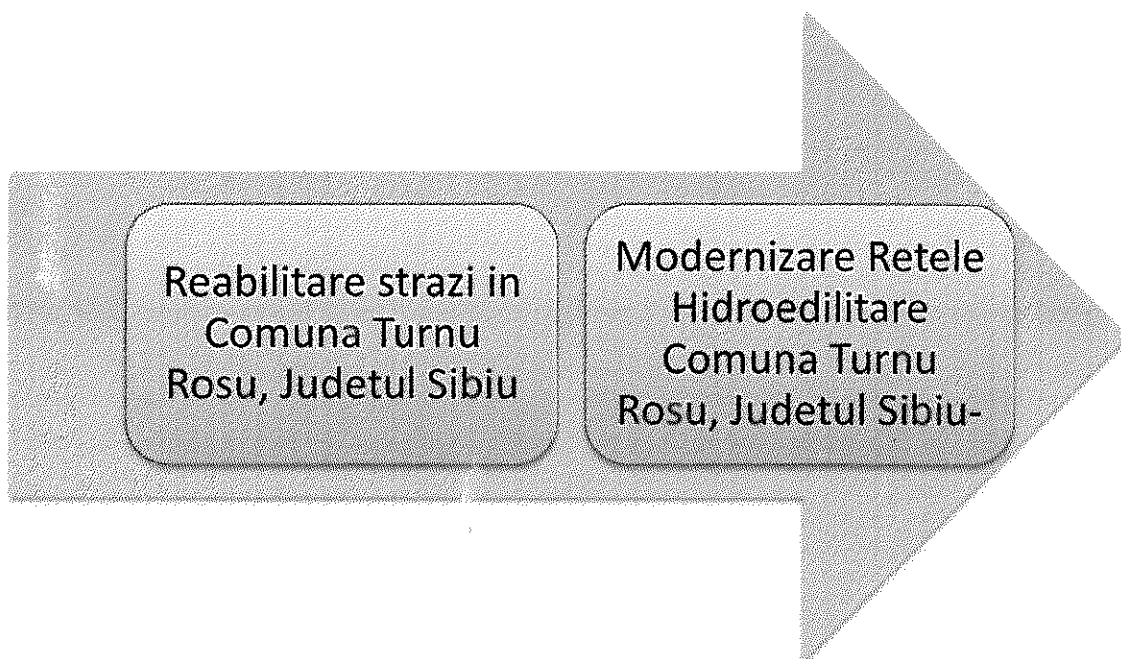 Reabilitare strazi in
Comuna Turnu
Rosu, Judetul Sibiu
Modernizare Retele
Hidroedilitare
Comuna Turnu
Rosu, Judetul Sibiu-